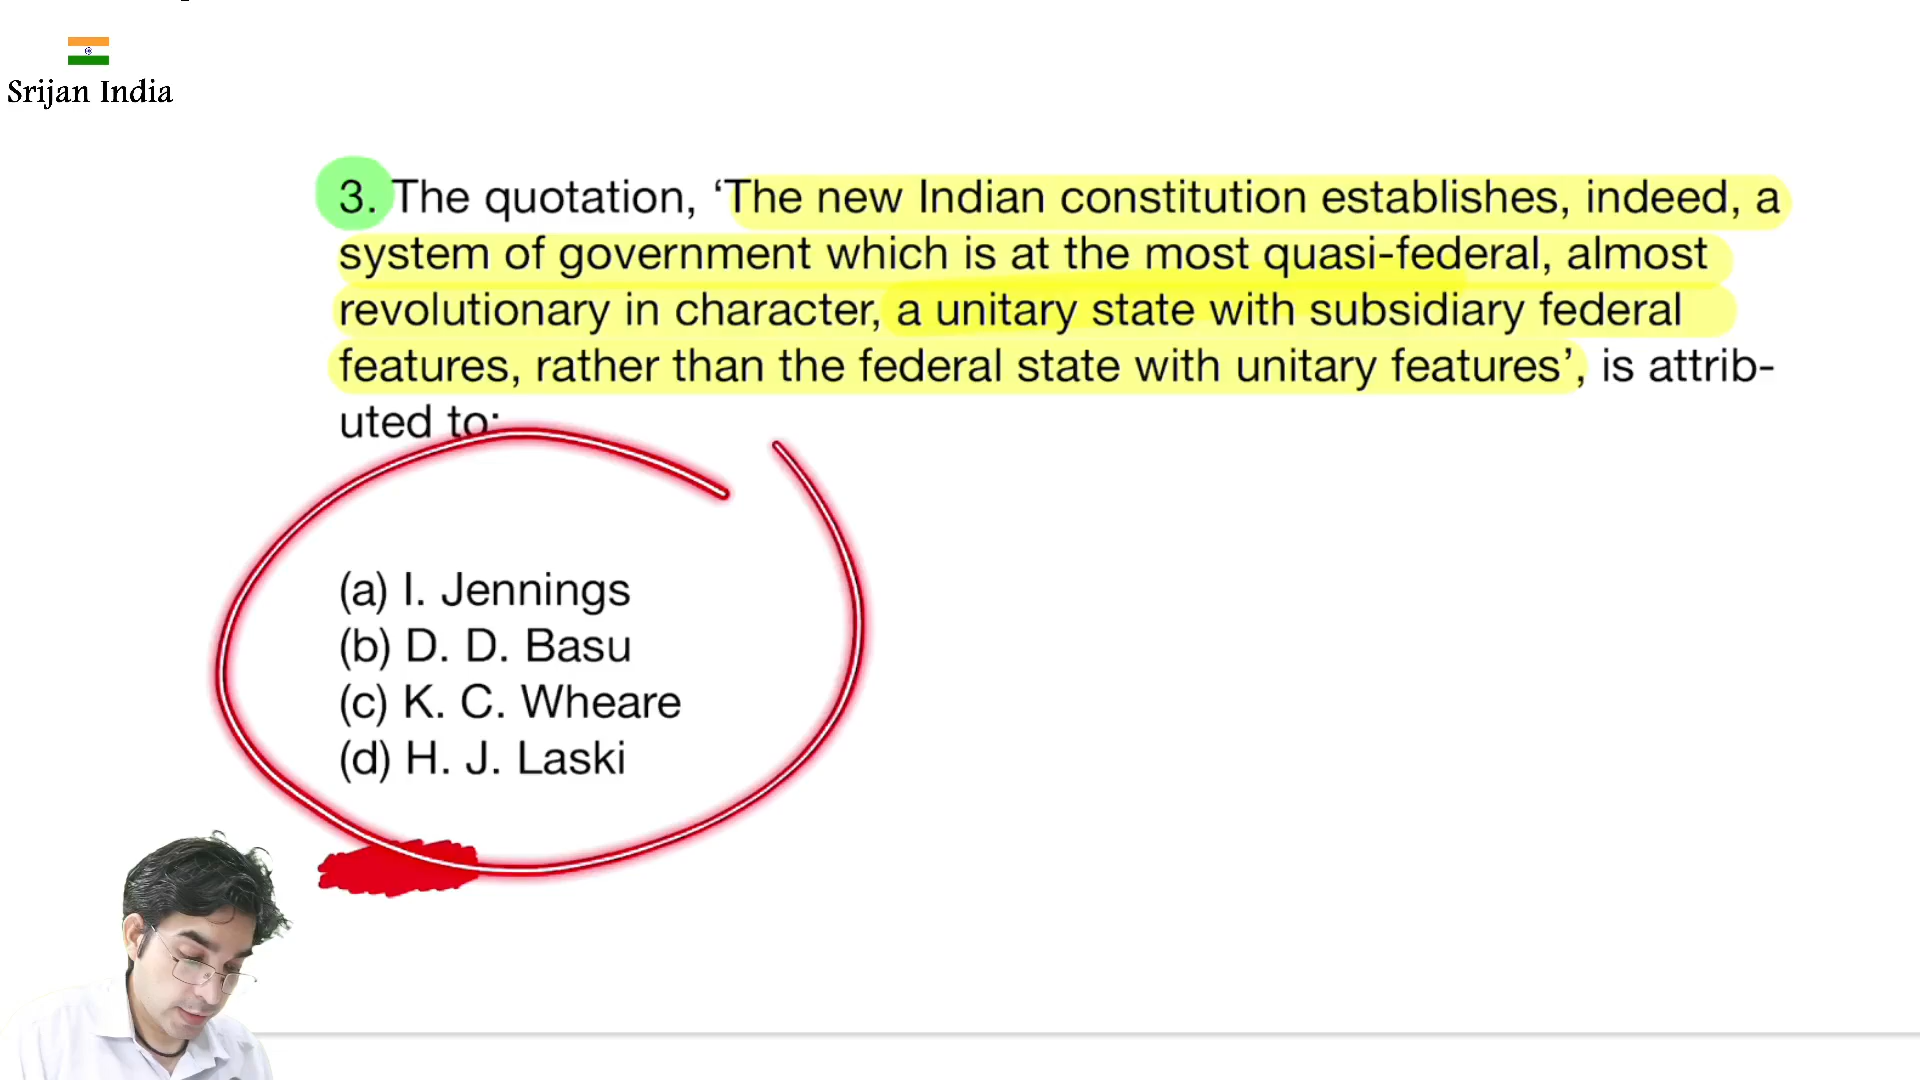 Srijan India
3. The quotation, ‘The new Indian constitution establishes, indeed, a
system of government which is at the most quasi-federal, almost
revolutionary in character, a unitary state with subsidiary federal
features, rather than the federal state with unitary features’, is attrib-
uted to:
(a) I. Jennings
(b) D. D. Basu
(c) K. C. Wheare
(d) H. J. Laski